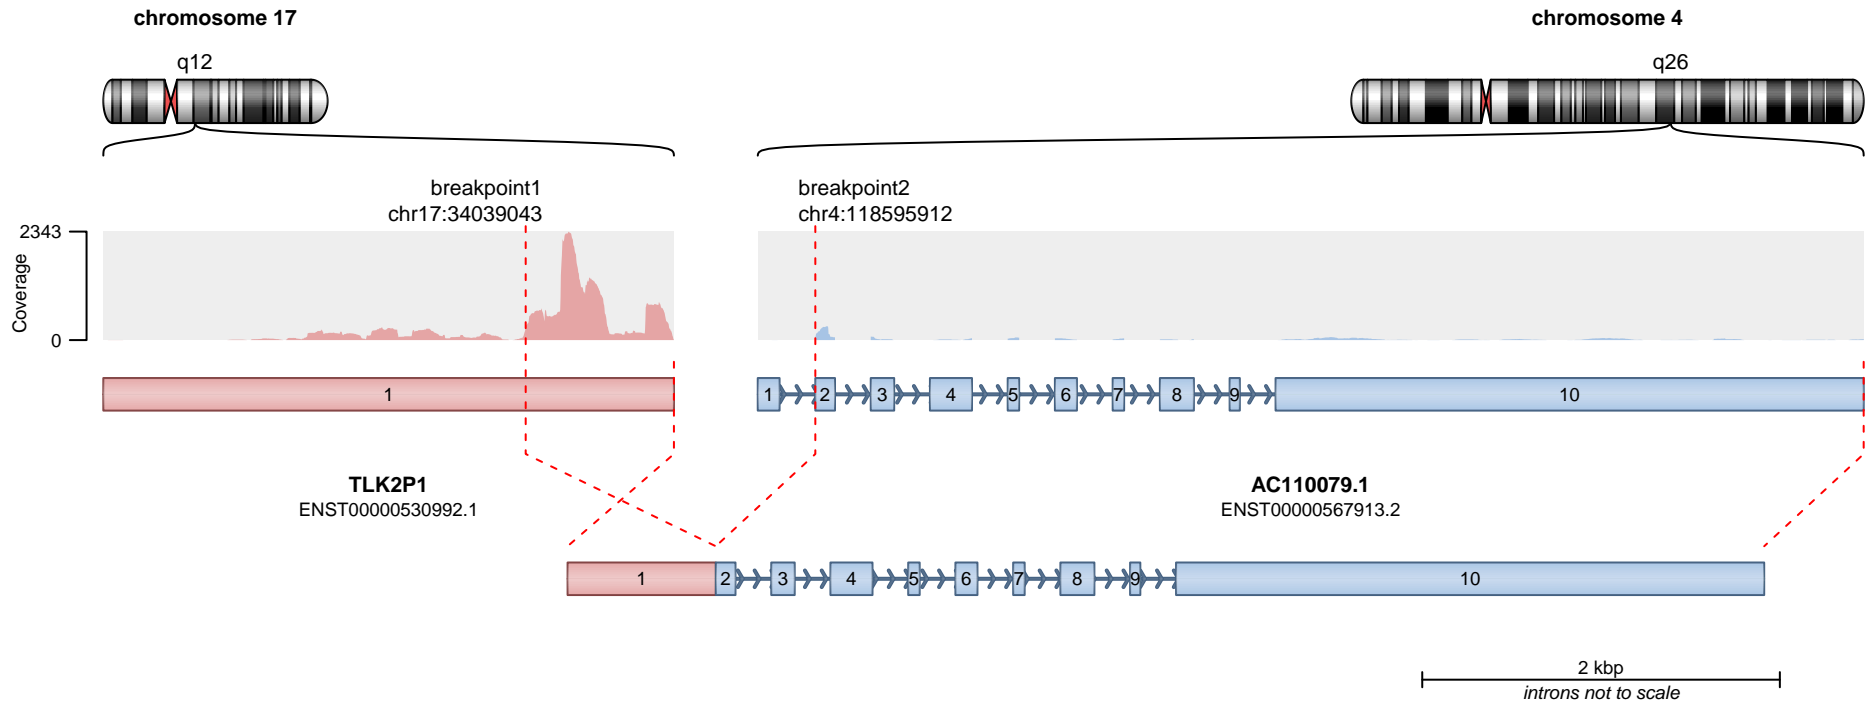 chromosome 17
chromosome 4
q12
q26
breakpoint1
chr17:34039043
breakpoint2
chr4:118595912
2343
Coverage
0
1
1 2 3 4 5 6 7 8 9 10
TLK2P1
ENST00000530992.1
AC110079.1
ENST00000567913.2
1 2 3 4 5 6 7 8 9 10
2 kbp
introns not to scale